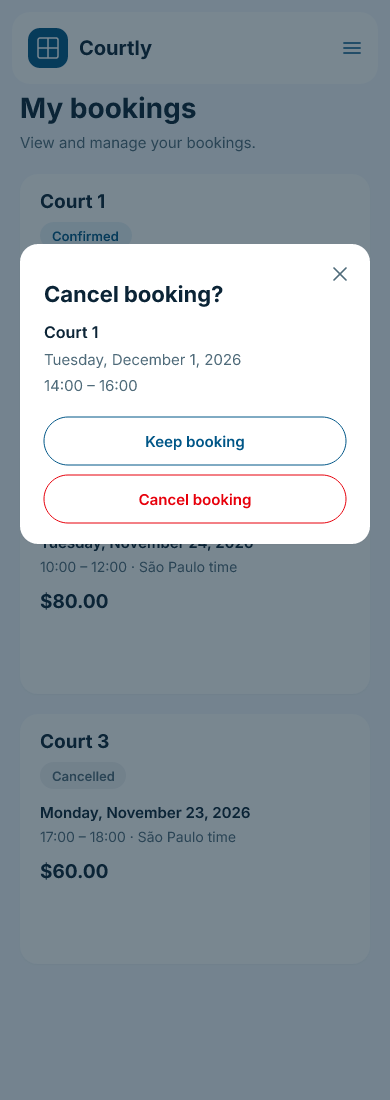 Courtly
My bookings
View and manage your bookings.
Court 1
Confirmed
Cancel booking?
Court 1
Tuesday, December 1, 2026
14:00 – 16:00
Keep booking
Cancel booking
Tuesday, November 24, 2026
10:00 – 12:00 · São Paulo time
$80.00
Court 3
Cancelled
Monday, November 23, 2026
17:00 – 18:00 · São Paulo time
$60.00